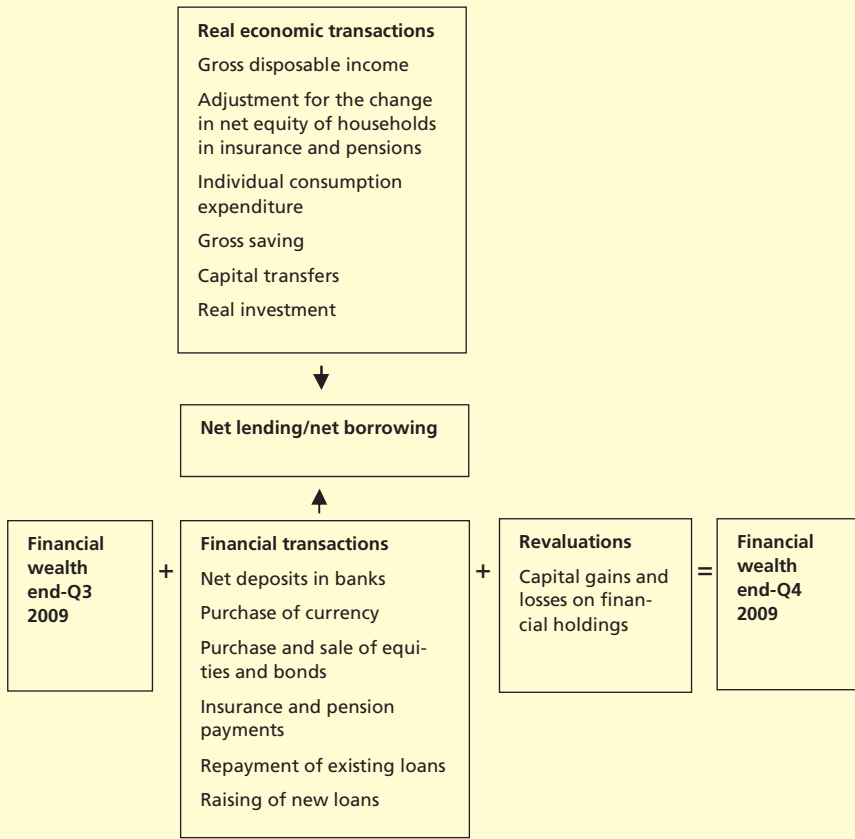 Real economic transactions
Gross disposable income
Adjustment for the change
in net equity of households
in insurance and pensions
Individual consumption
expenditure
Gross saving
Capital transfers
Real investment
Net lending/net borrowing
Financial
wealth
end-Q3
2009
+
Financial transactions
Net deposits in banks
Purchase of currency
Purchase and sale of equi-
ties and bonds
Insurance and pension
payments
Repayment of existing loans
Raising of new loans
+
Revaluations
Capital gains and
losses on finan-
cial holdings
=
Financial
wealth
end-Q4
2009